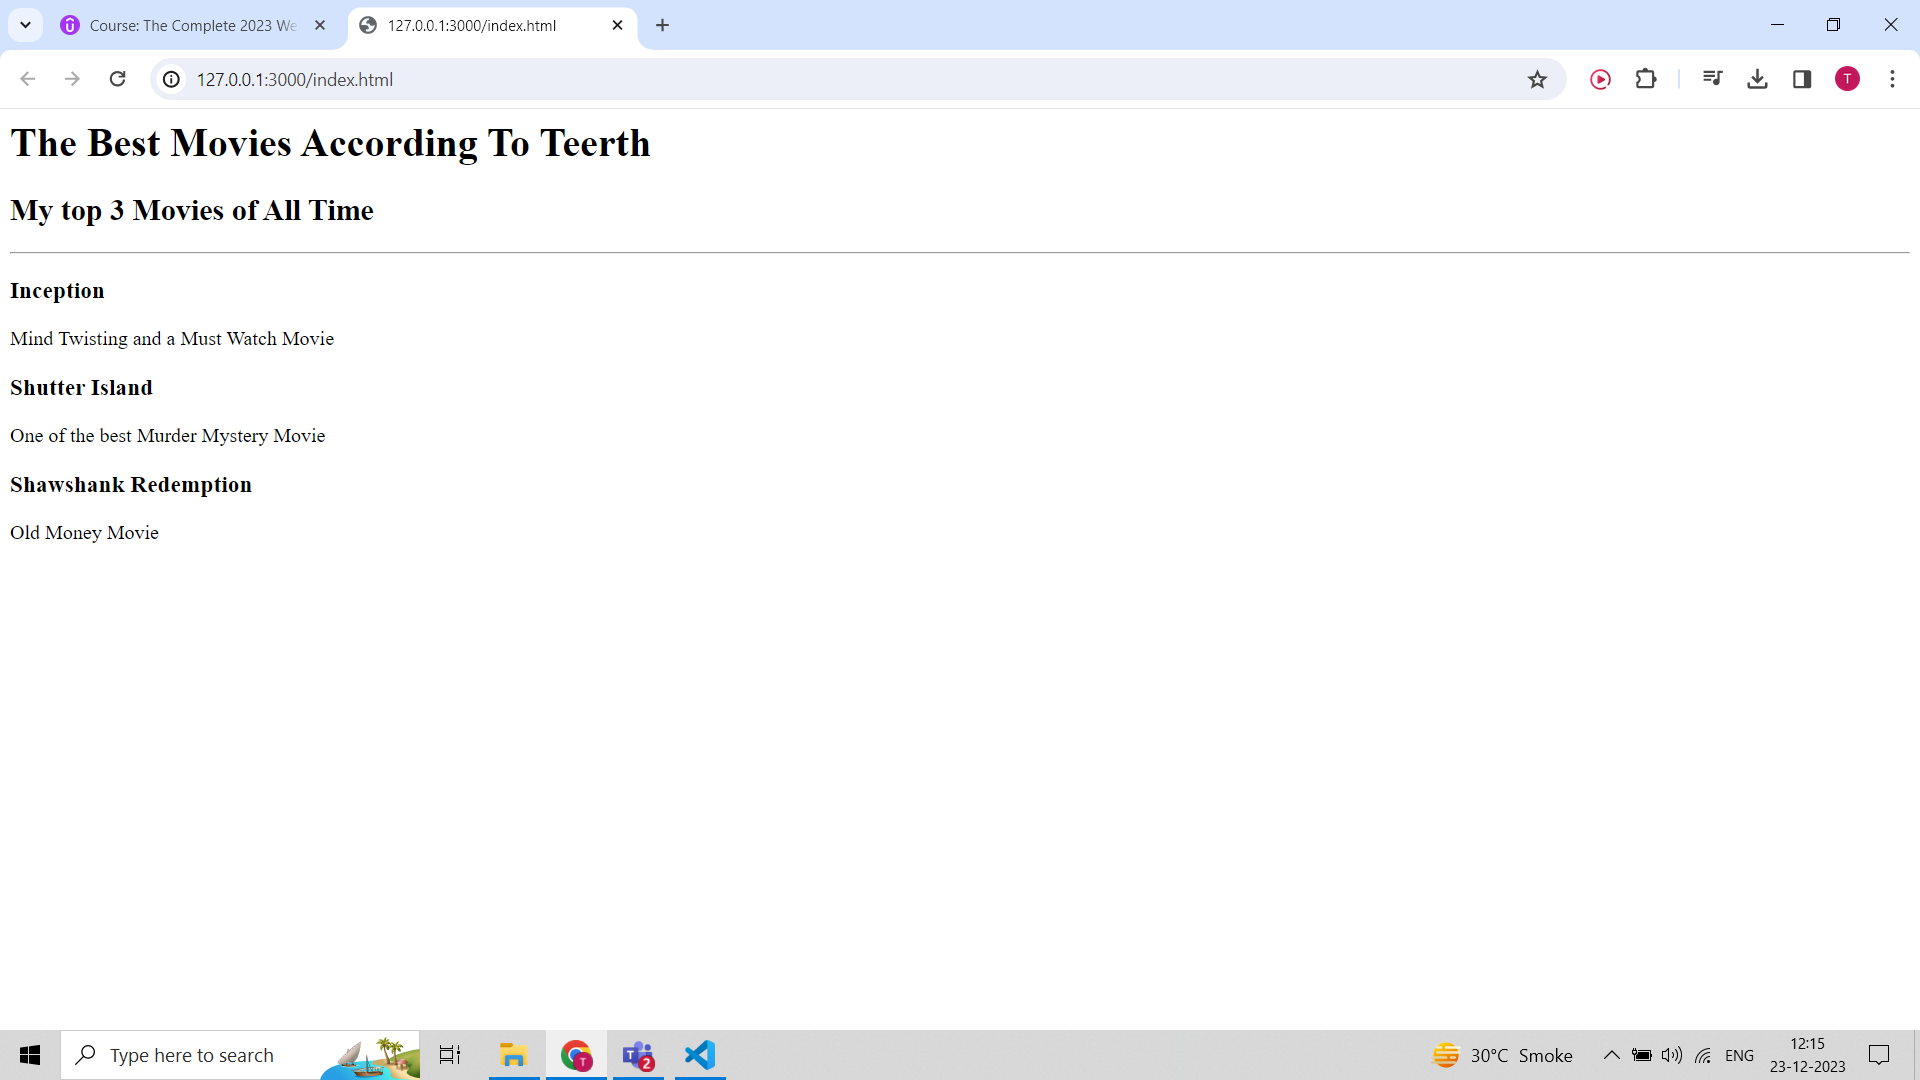 Course: The Complete 2023 We
127.0.0.1:3000/index.html
127.0.0.1:3000/index.html
T
The Best Movies According To Teerth
My top 3 Movies of All Time
Inception
Mind Twisting and a Must Watch Movie
Shutter Island
One of the best Murder Mystery Movie
Shawshank Redemption
Old Money Movie
Type here to search
T
T
2
30°C Smoke
ENG
12:15
23-12-2023